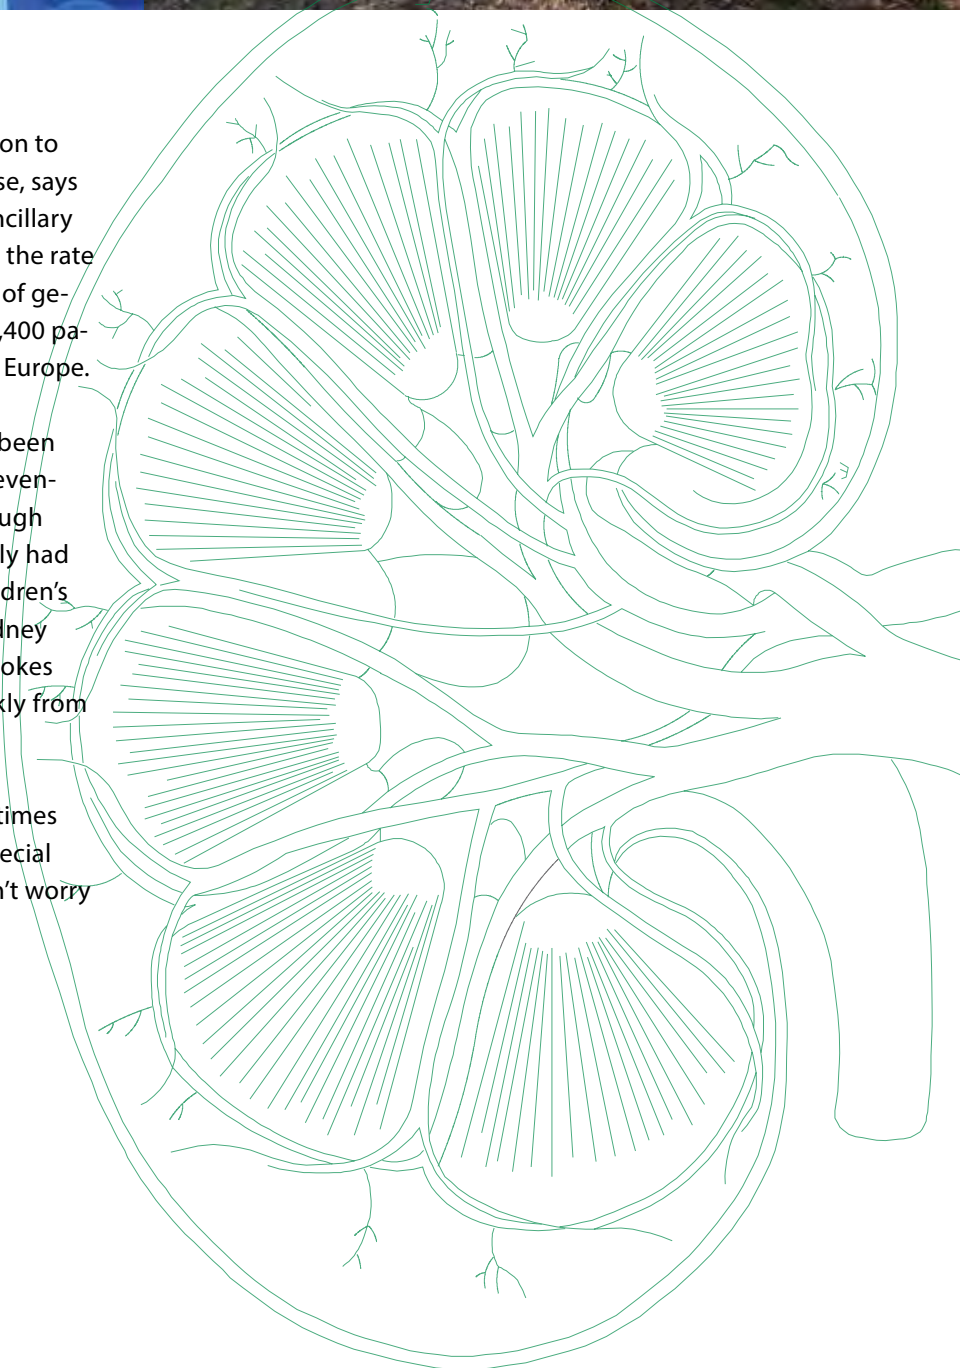 on to
se, says
ncillary
the rate
of ge-
,400 pa-
Europe.
been
even-
ugh
ly had
dren's
dney
okes
kly from
times
ecial
n't worry